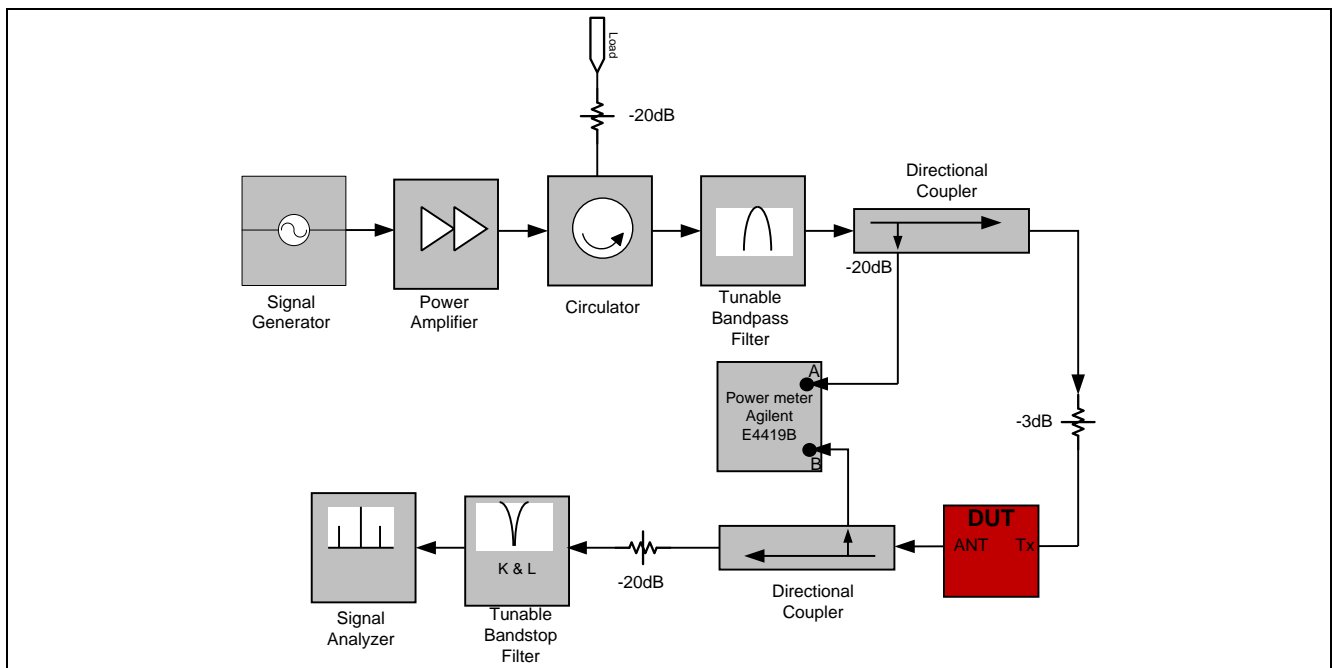 Load
-20dB
Directional
Coupler
-20dB
Signal
Generator
Power
Amplifier
Circulator
Tunable
Bandpass
Filter
A
Power meter
Agilent
E4419B
B
-3dB
DUT
ANT Tx
K & L
-20dB
Directional
Coupler
Signal
Analyzer
Tunable
Bandstop
Filter